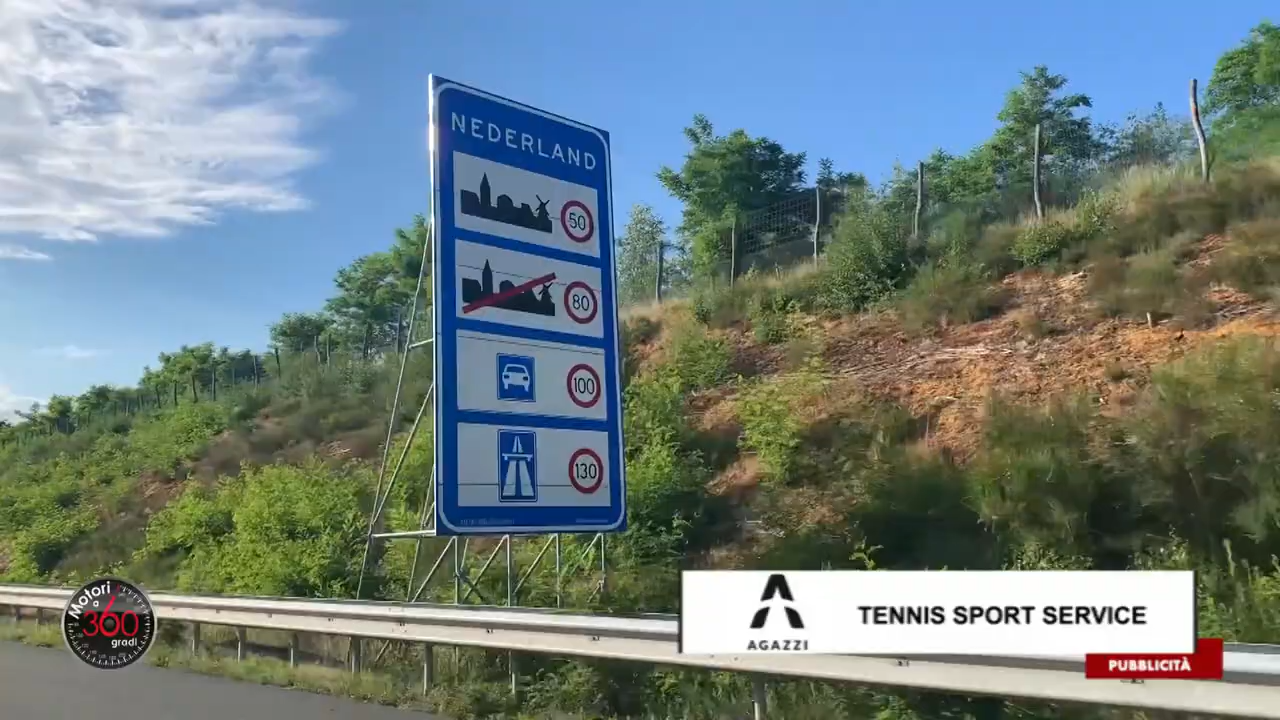 NEDERLAND
50
80
100
130
Motori
a
360
gradi
AGAZZI
TENNIS SPORT SERVICE
PUBBLICITÀ